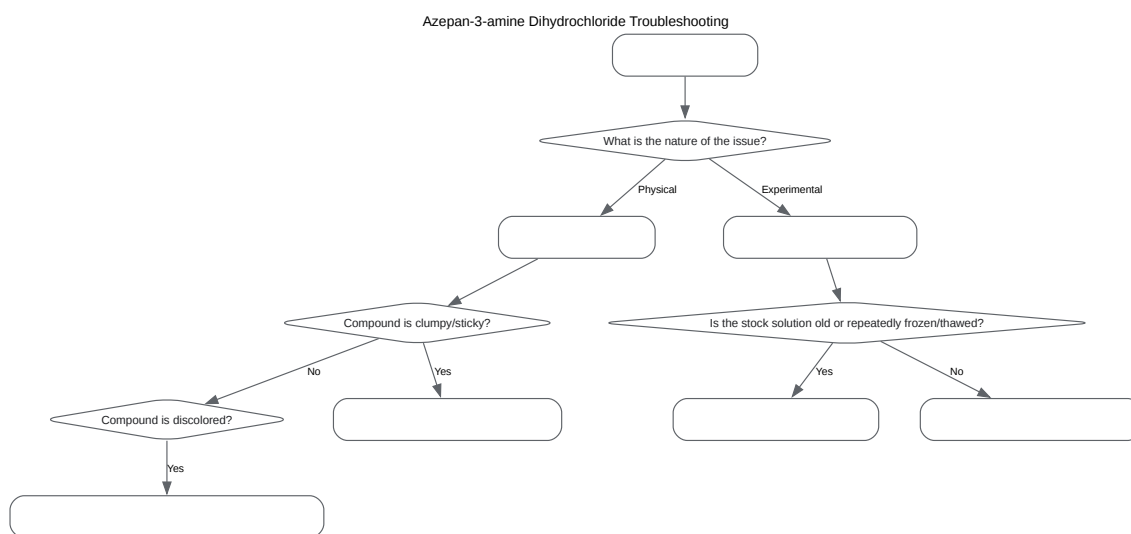 Azepan-3-amine Dihydrochloride Troubleshooting
What is the nature of the issue?
Physical
Experimental
Compound is clumpy/sticky?
Is the stock solution old or repeatedly frozen/thawed?
No
Yes
Yes
No
Compound is discolored?
Yes